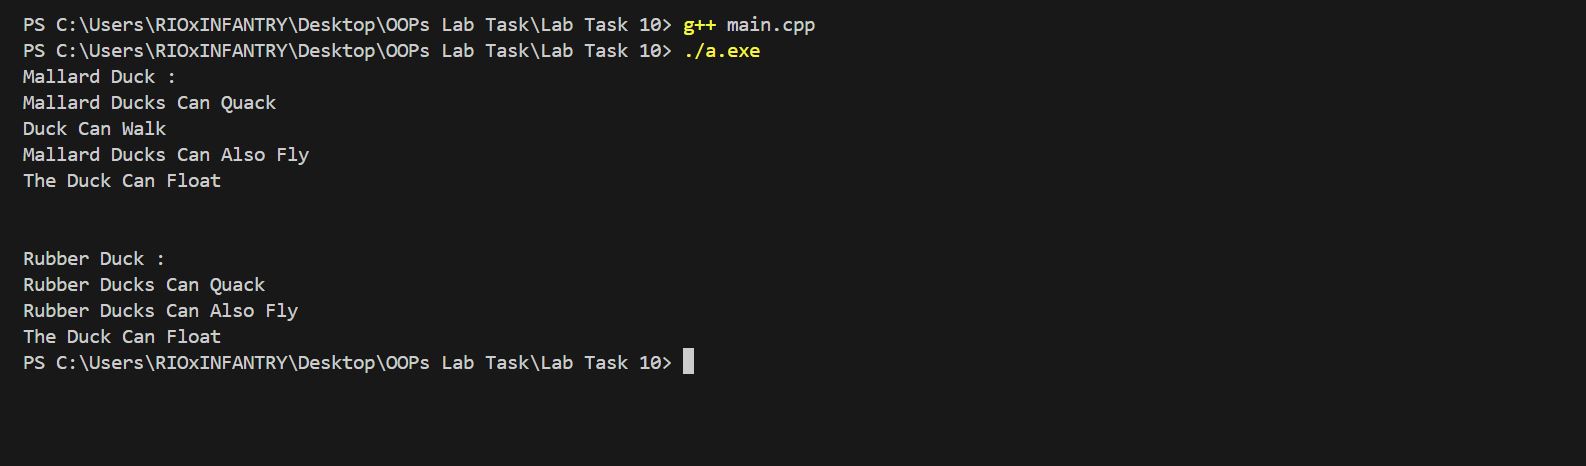 PS C:\Users\RIOxINFANTRY\Desktop\OOPs Lab Task\Lab Task 10> g++ main.cpp
PS C:\Users\RIOxINFANTRY\Desktop\OOPs Lab Task\Lab Task 10> ./a.exe
Mallard Duck :
Mallard Ducks Can Quack
Duck Can Walk
Mallard Ducks Can Also Fly
The Duck Can Float
Rubber Duck :
Rubber Ducks Can Quack
Rubber Ducks Can Also Fly
The Duck Can Float
PS C:\Users\RIOxINFANTRY\Desktop\OOPs Lab Task\Lab Task 10>